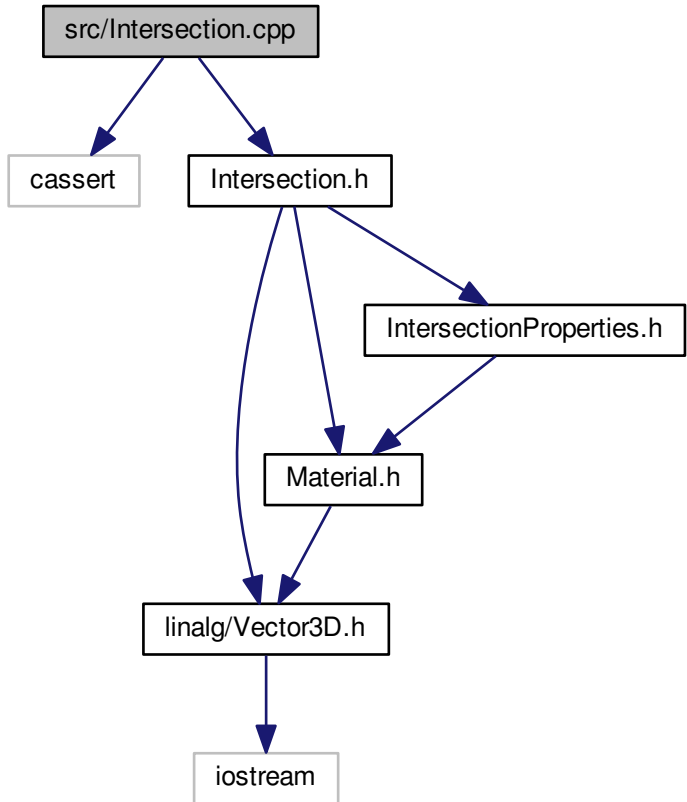 src/Intersection.cpp
cassert
Intersection.h
IntersectionProperties.h
Material.h
linalg/Vector3D.h
iostream